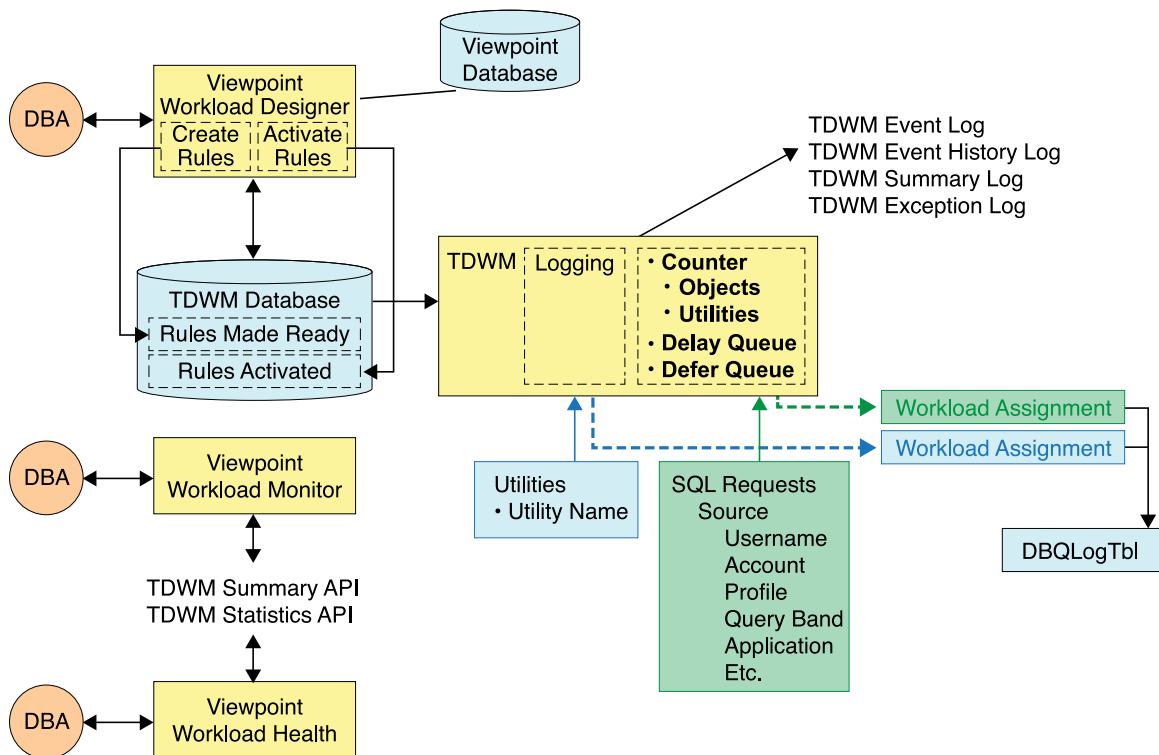 Viewpoint
Database
Viewpoint
Workload Designer
Create
Rules
Activate
Rules
DBA
TDWM Event Log
TDWM Event History Log
TDWM Summary Log
TDWM Exception Log
TDWM Database
Rules Made Ready
Rules Activated
TDWM
Logging
• Counter
• Objects
• Utilities
• Delay Queue
• Defer Queue
Workload Assignment
Workload Assignment
DBA
Viewpoint
Workload Monitor
Utilities
• Utility Name
SQL Requests
Source
Username
Account
Profile
Query Band
Application
Etc.
DBQLogTbl
TDWM Summary API
TDWM Statistics API
DBA
Viewpoint
Workload Health